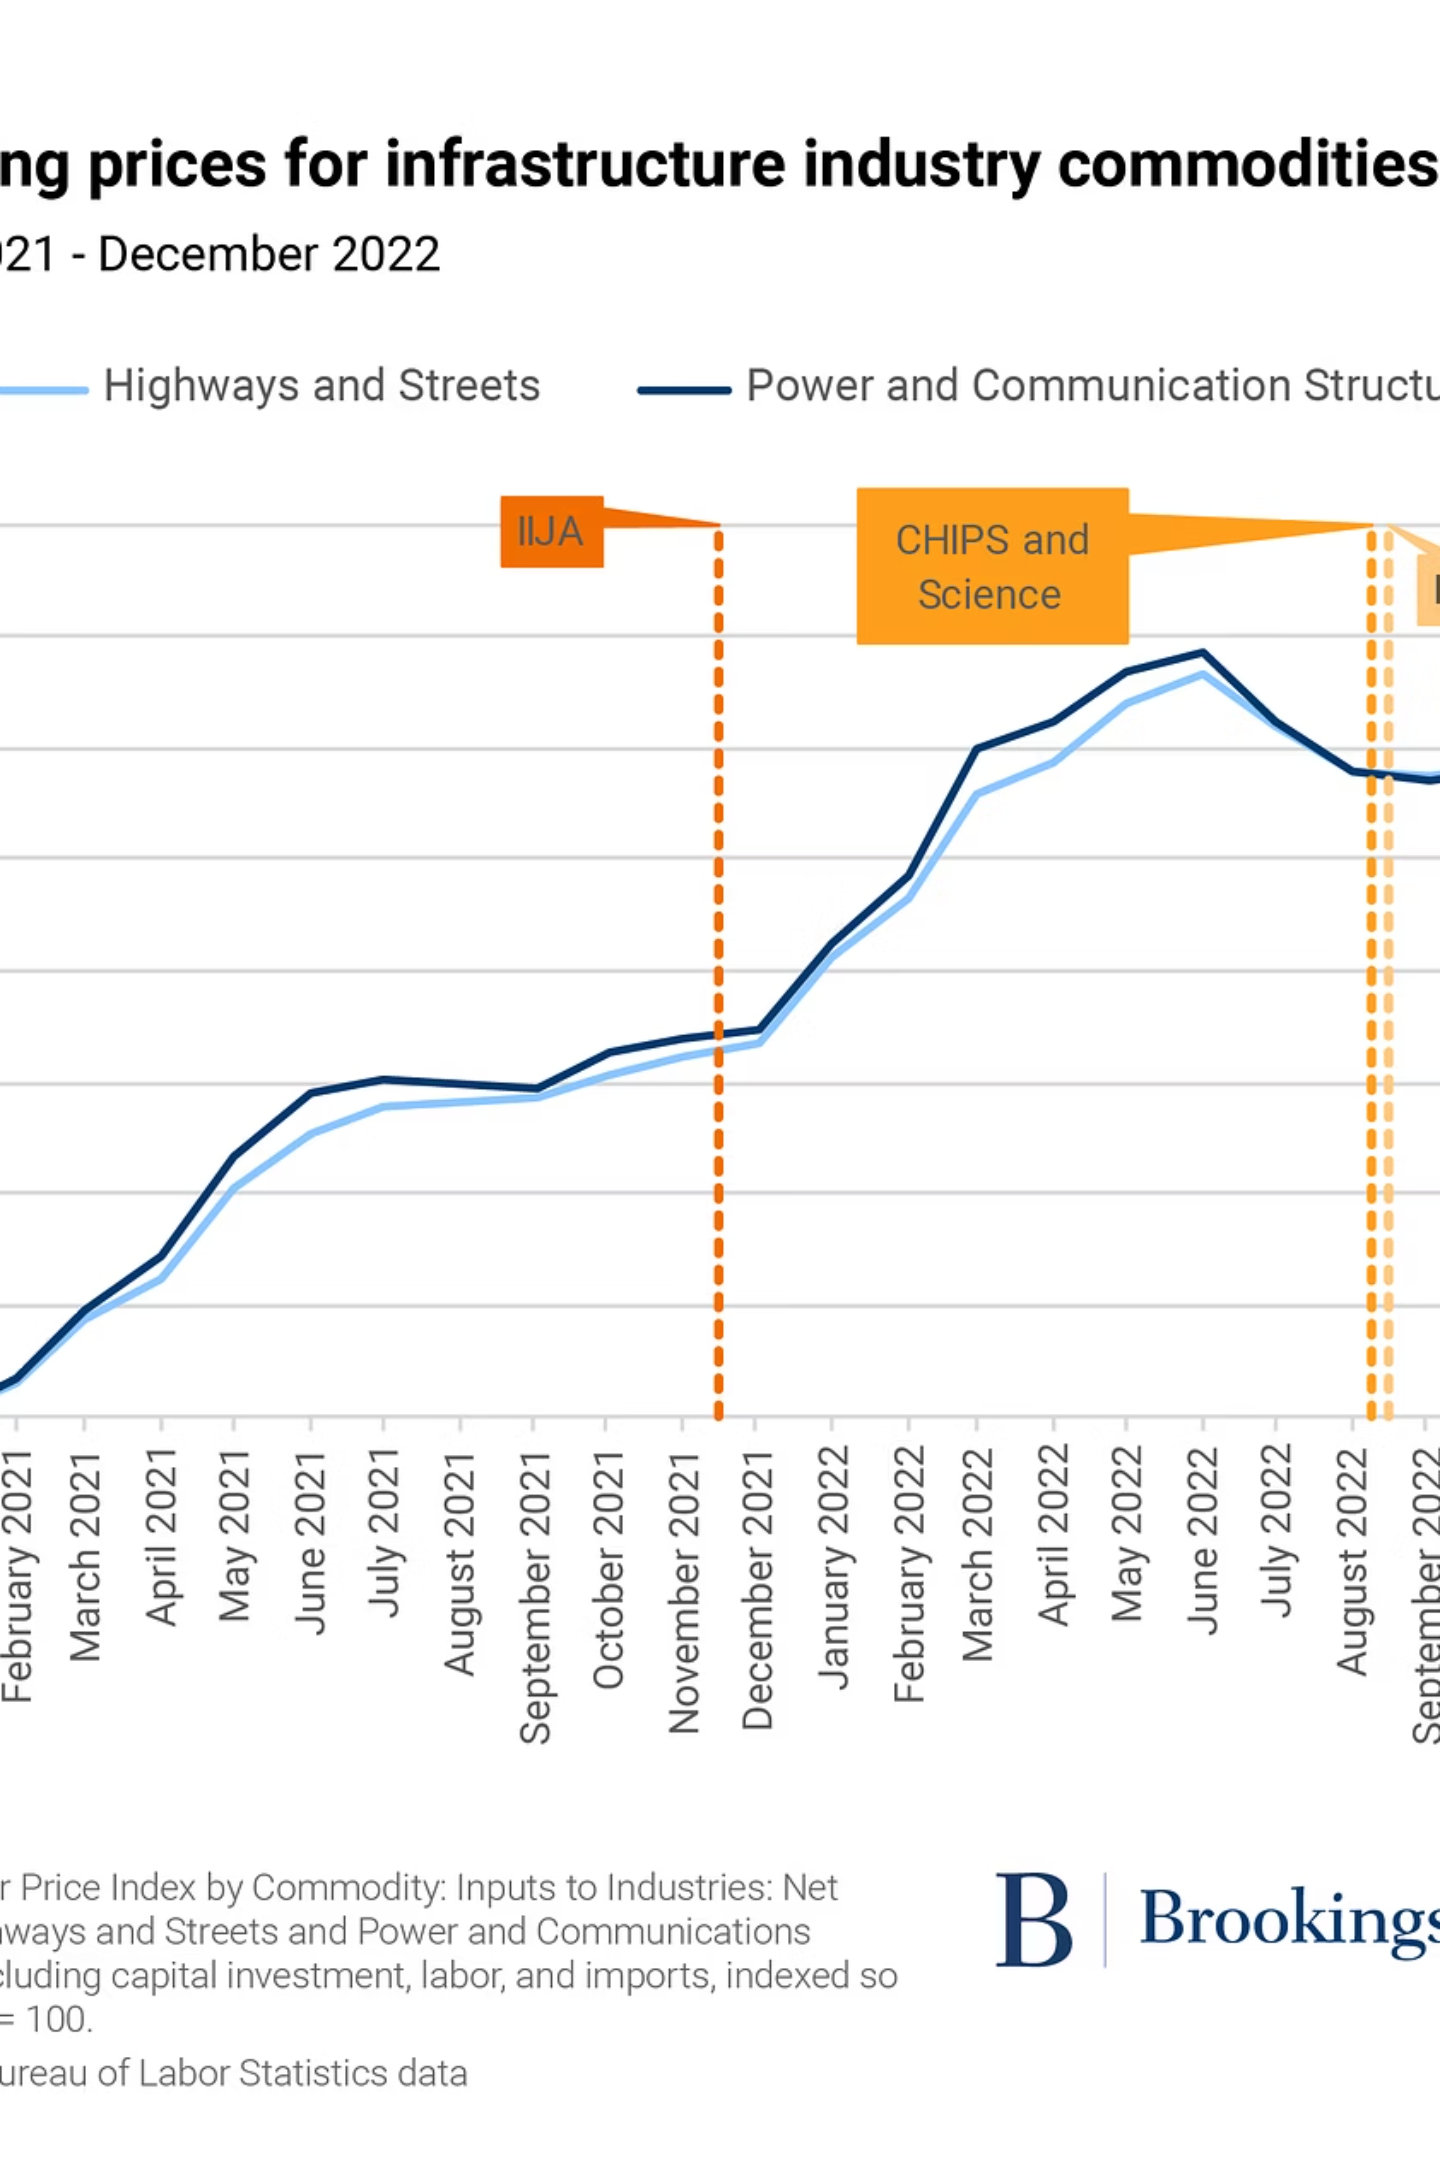 ng prices for infrastructure industry commodities
021 - December 2022
Highways and Streets
Power and Communication Structu
IIJA
CHIPS and
Science
February 2021
March 2021
April 2021
May 2021
June 2021
July 2021
August 2021
September 2021
October 2021
November 2021
December 2021
January 2022
February 2022
March 2022
April 2022
May 2022
June 2022
July 2022
August 2022
September 2022
r Price Index by Commodity: Inputs to Industries: Net
ways and Streets and Power and Communications
cluding capital investment, labor, and imports, indexed so
= 100.
ureau of Labor Statistics data
B
Brookings